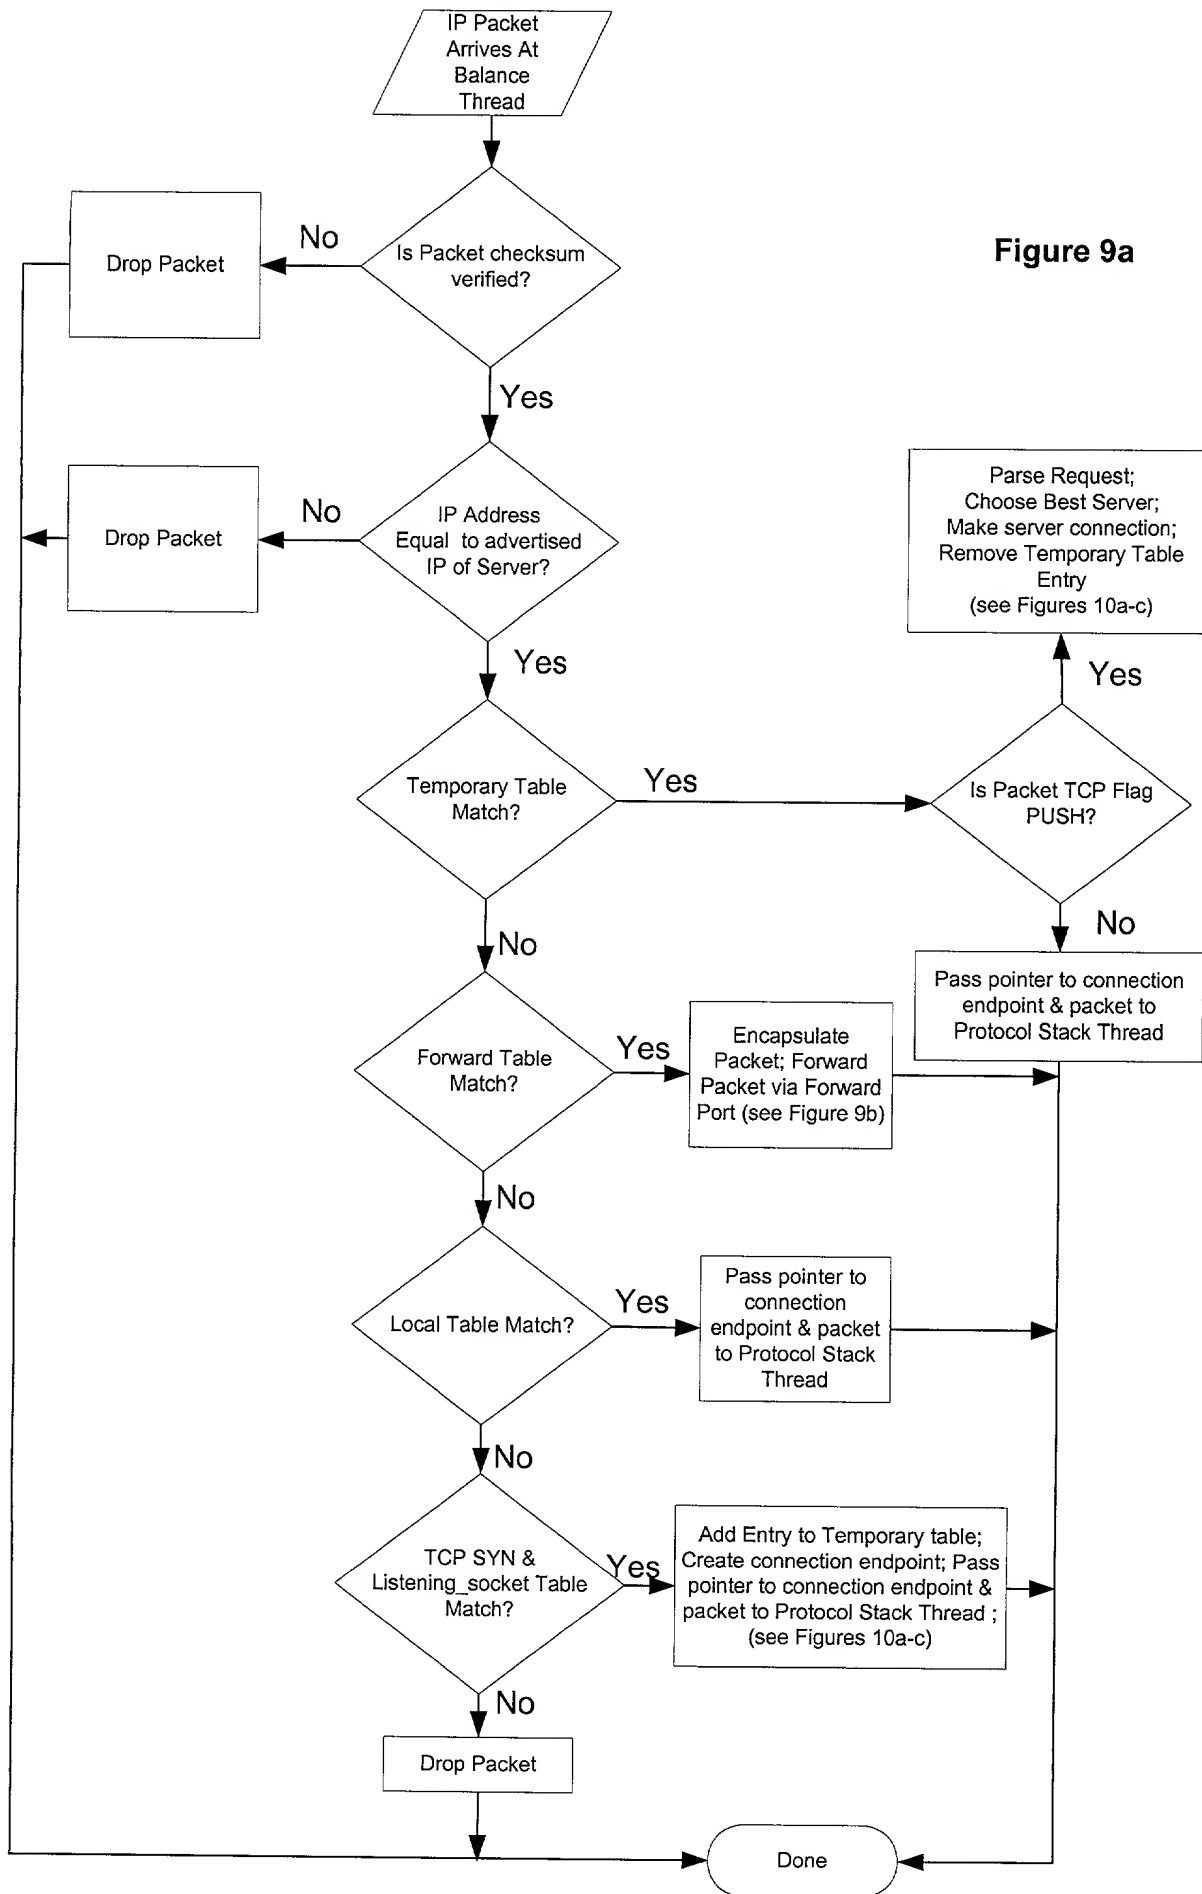 IP Packet
Arrives At
Balance
Thread
Is Packet checksum
verified?
No
Drop Packet
Figure 9a
Yes
IP Address
Equal to advertised
IP of Server?
No
Drop Packet
Parse Request;
Choose Best Server;
Make server connection;
Remove Temporary Table
Entry
(see Figures 10a-c)
Yes
Yes
Temporary Table
Match?
Yes
Is Packet TCP Flag
PUSH?
No
No
Pass pointer to connection
endpoint & packet to
Protocol Stack Thread
Forward Table
Match?
Yes
Encapsulate
Packet; Forward
Packet via Forward
Port (see Figure 9b)
No
Local Table Match?
Yes
Pass pointer to
connection
endpoint & packet
to Protocol Stack
Thread
No
TCP SYN &
Listening_socket Table
Match?
Yes
Add Entry to Temporary table;
Create connection endpoint; Pass
pointer to connection endpoint &
packet to Protocol Stack Thread ;
(see Figures 10a-c)
No
Drop Packet
Done